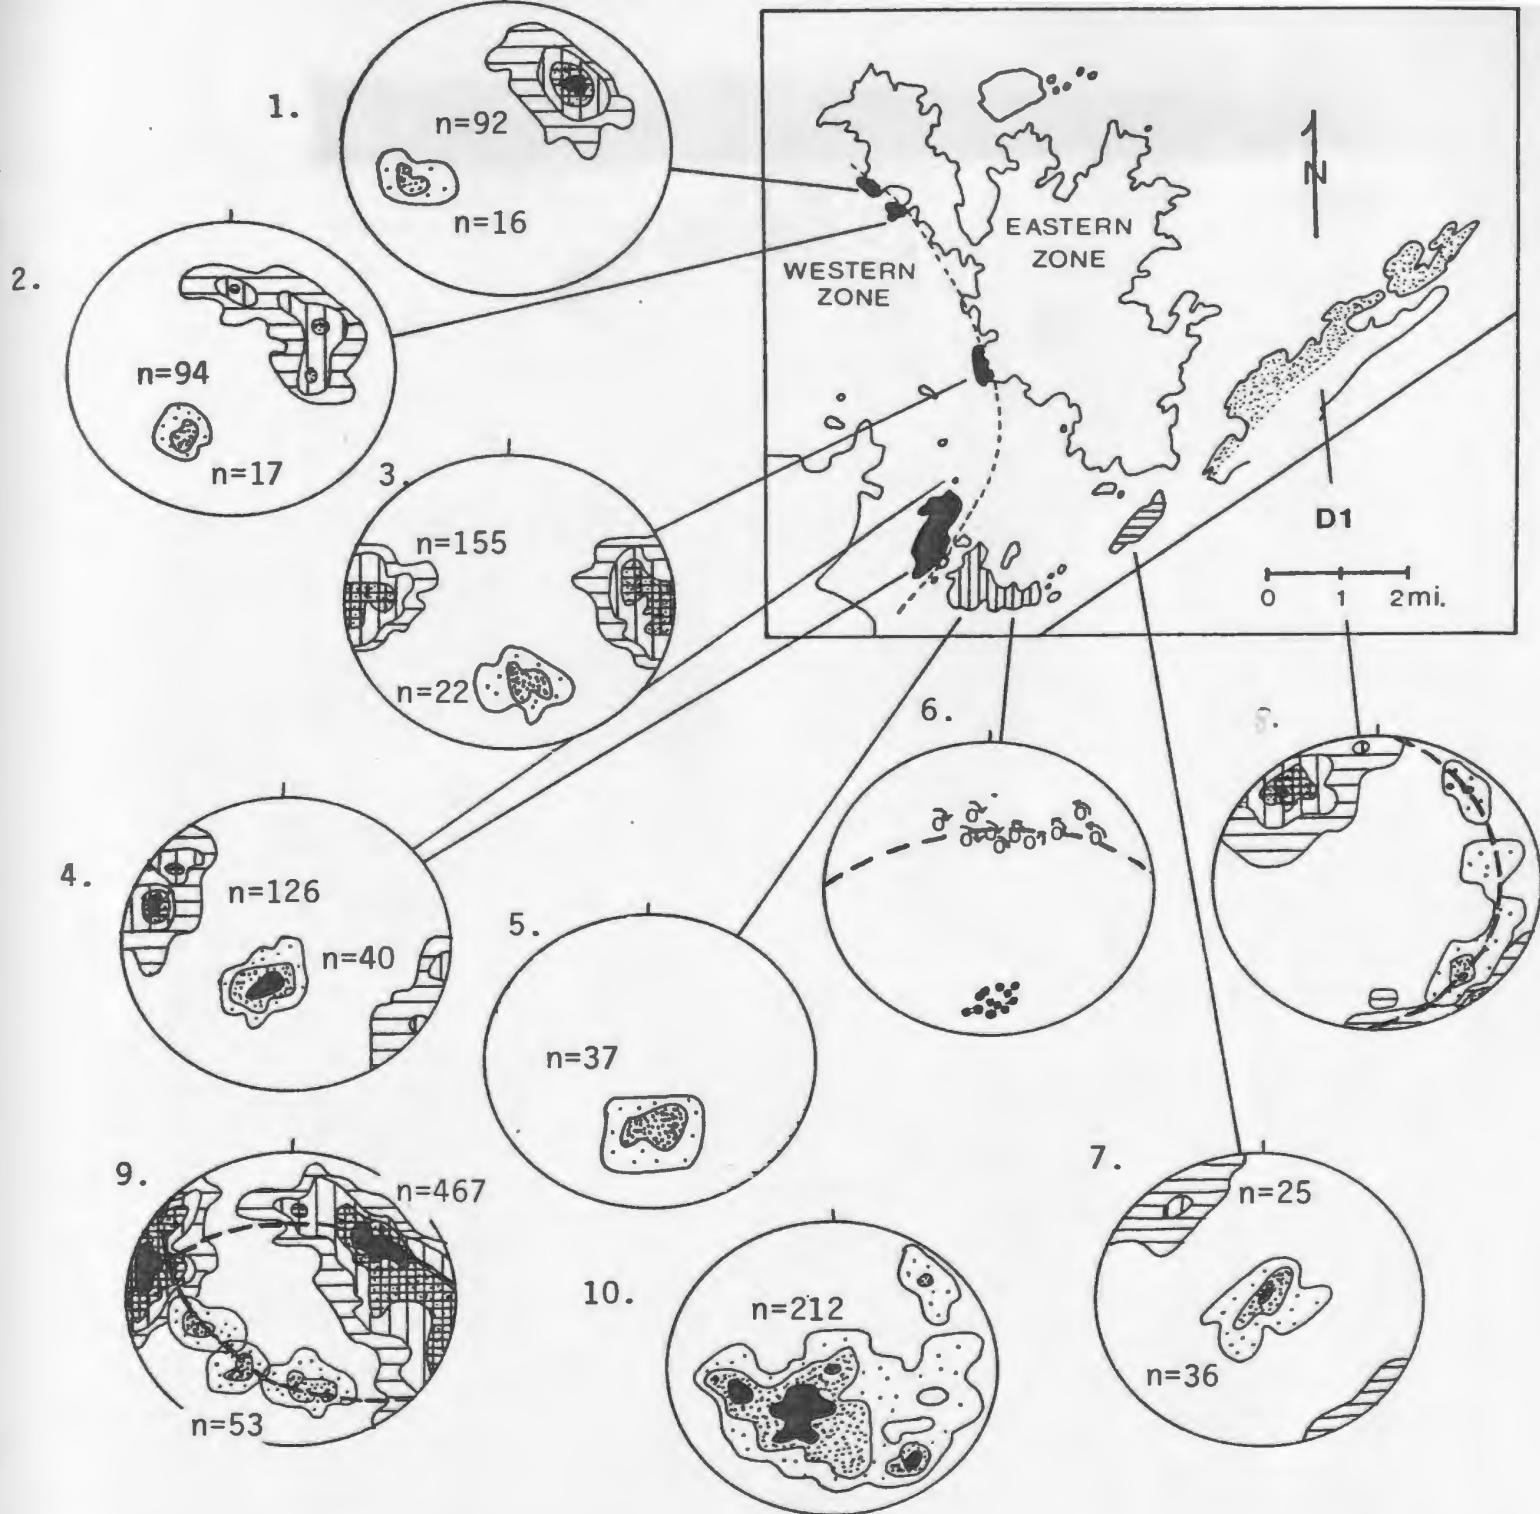 1.
n=92
n=16
2.
n=94
n=17
3.
n=155
n=22
4.
n=126
n=40
5.
n=37
6.
7.
n=25
n=36
8.
9.
n=467
n=53
10.
n=212
WESTERN
ZONE
EASTERN
ZONE
N
D1
0 1 2mi.